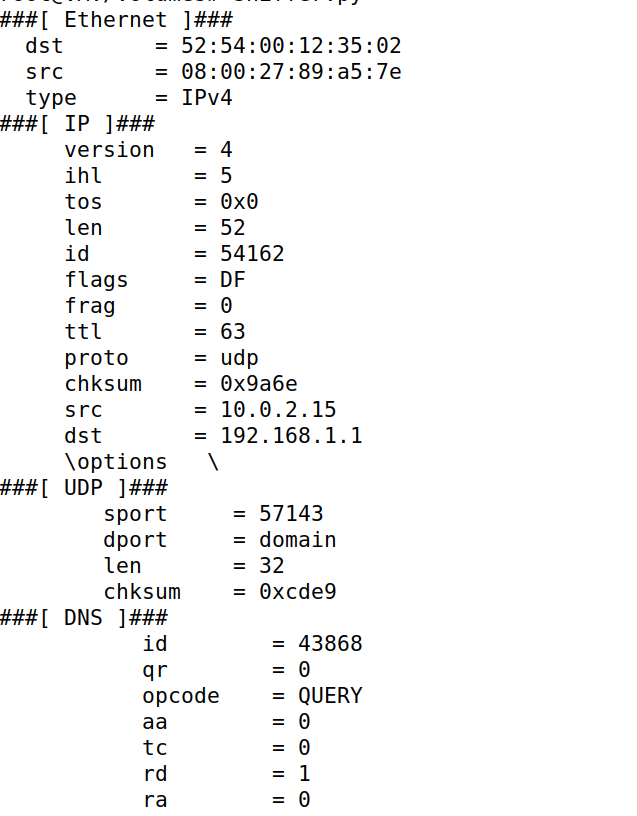 ###[ Ethernet ]###
  dst       = 52:54:00:12:35:02
  src       = 08:00:27:89:a5:7e
  type      = IPv4
###[ IP ]###
     version   = 4
     ihl       = 5
     tos       = 0x0
     len       = 52
     id        = 54162
     flags     = DF
     frag      = 0
     ttl       = 63
     proto     = udp
     chksum    = 0x9a6e
     src       = 10.0.2.15
     dst       = 192.168.1.1
     \options   \
###[ UDP ]###
        sport     = 57143
        dport     = domain
        len       = 32
        chksum    = 0xcde9
###[ DNS ]###
           id        = 43868
           qr        = 0
           opcode    = QUERY
           aa        = 0
           tc        = 0
           rd        = 1
           ra        = 0